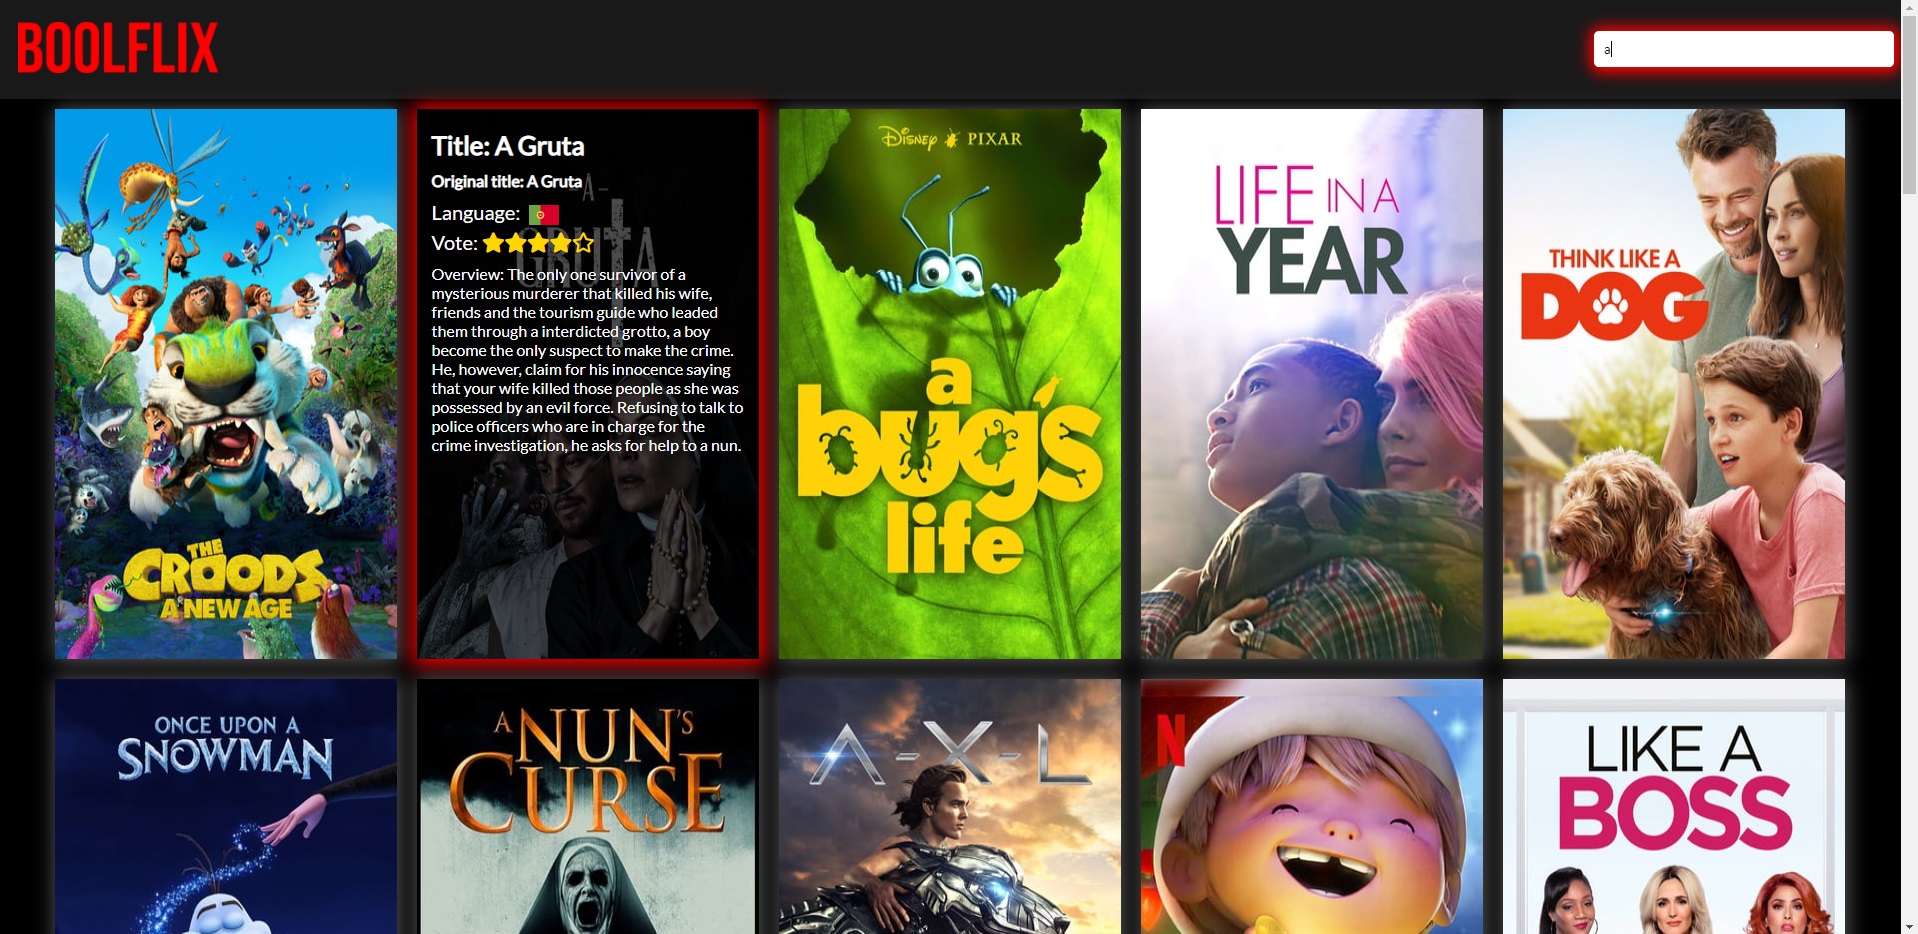 BOOLFLIX
a
THE
CROODS
A NEW AGE
Title: A Gruta
Original title: A Gruta
Language:
Vote:
Overview: The only one survivor of a
mysterious murderer that killed his wife,
friends and the tourism guide who leaded
them through a interdicted grotto, a boy
become the only suspect to make the crime.
He, however, claim for his innocence saying
that your wife killed those people as she was
possessed by an evil force. Refusing to talk to
police officers who are in charge for the
crime investigation, he asks for help to a nun.
-A-
GRUTA
Disney PIXAR
a
bug's
life
LIFE IN A
YEAR
THINK LIKE A
DOG
ONCE UPON A
SNOWMAN
A NUN'S
CURSE
A-X-L
N
LIKE A
BOSS